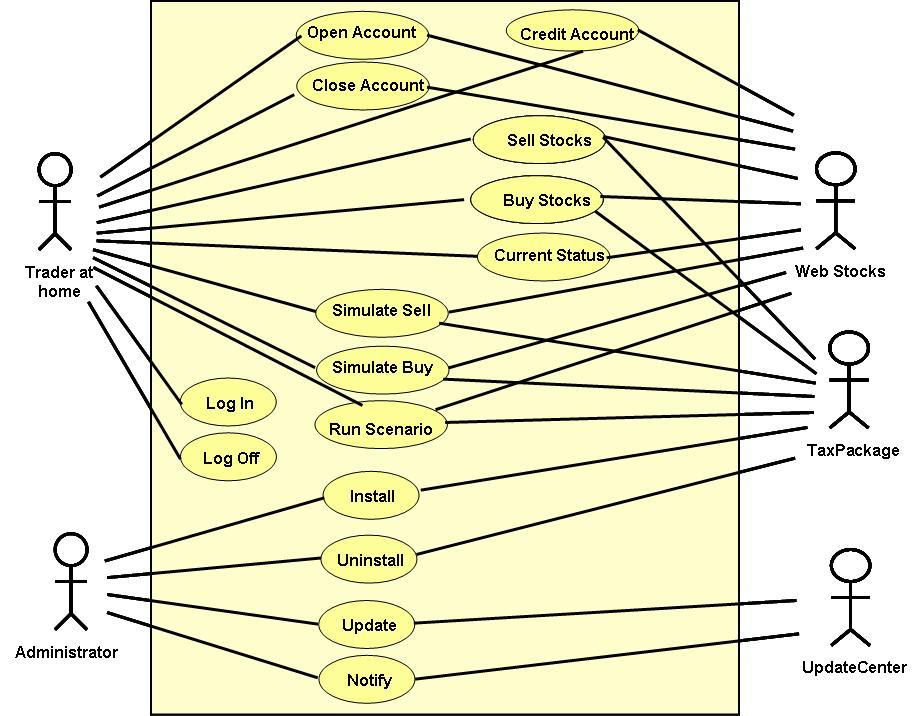 Open Account
Credit Account
Close Account
Sell Stocks
Buy Stocks
Current Status
Trader at
home
Web Stocks
Simulate Sell
Simulate Buy
Log In
Run Scenario
TaxPackage
Log Off
Install
Uninstall
Update
Administrator
UpdateCenter
Notify